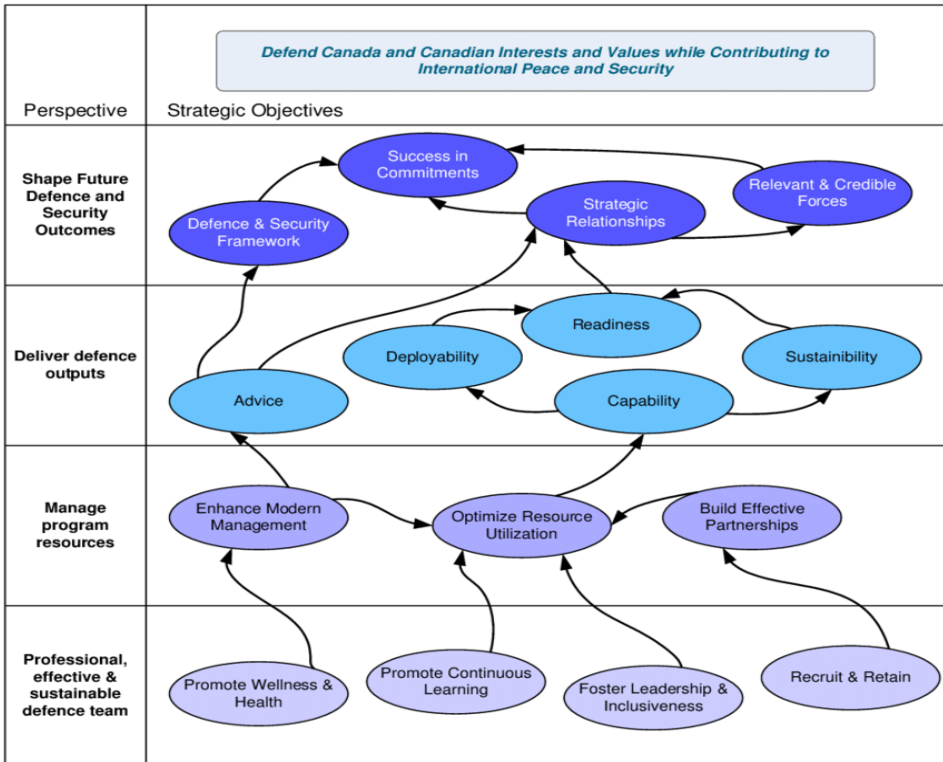 Defend Canada and Canadian Interests and Values while Contributing to
International Peace and Security
Perspective
Strategic Objectives
Shape Future
Defence and
Security
Outcomes
Success in
Commitments
Relevant & Credible
Forces
Strategic
Relationships
Defence & Security
Framework
Deliver defence
outputs
Readiness
Deployability
Sustainibility
Advice
Capability
Manage
program
resources
Enhance Modern
Management
Optimize Resource
Utilization
Build Effective
Partnerships
Professional,
effective &
sustainable
defence team
Promote Wellness &
Health
Promote Continuous
Learning
Foster Leadership &
Inclusiveness
Recruit & Retain